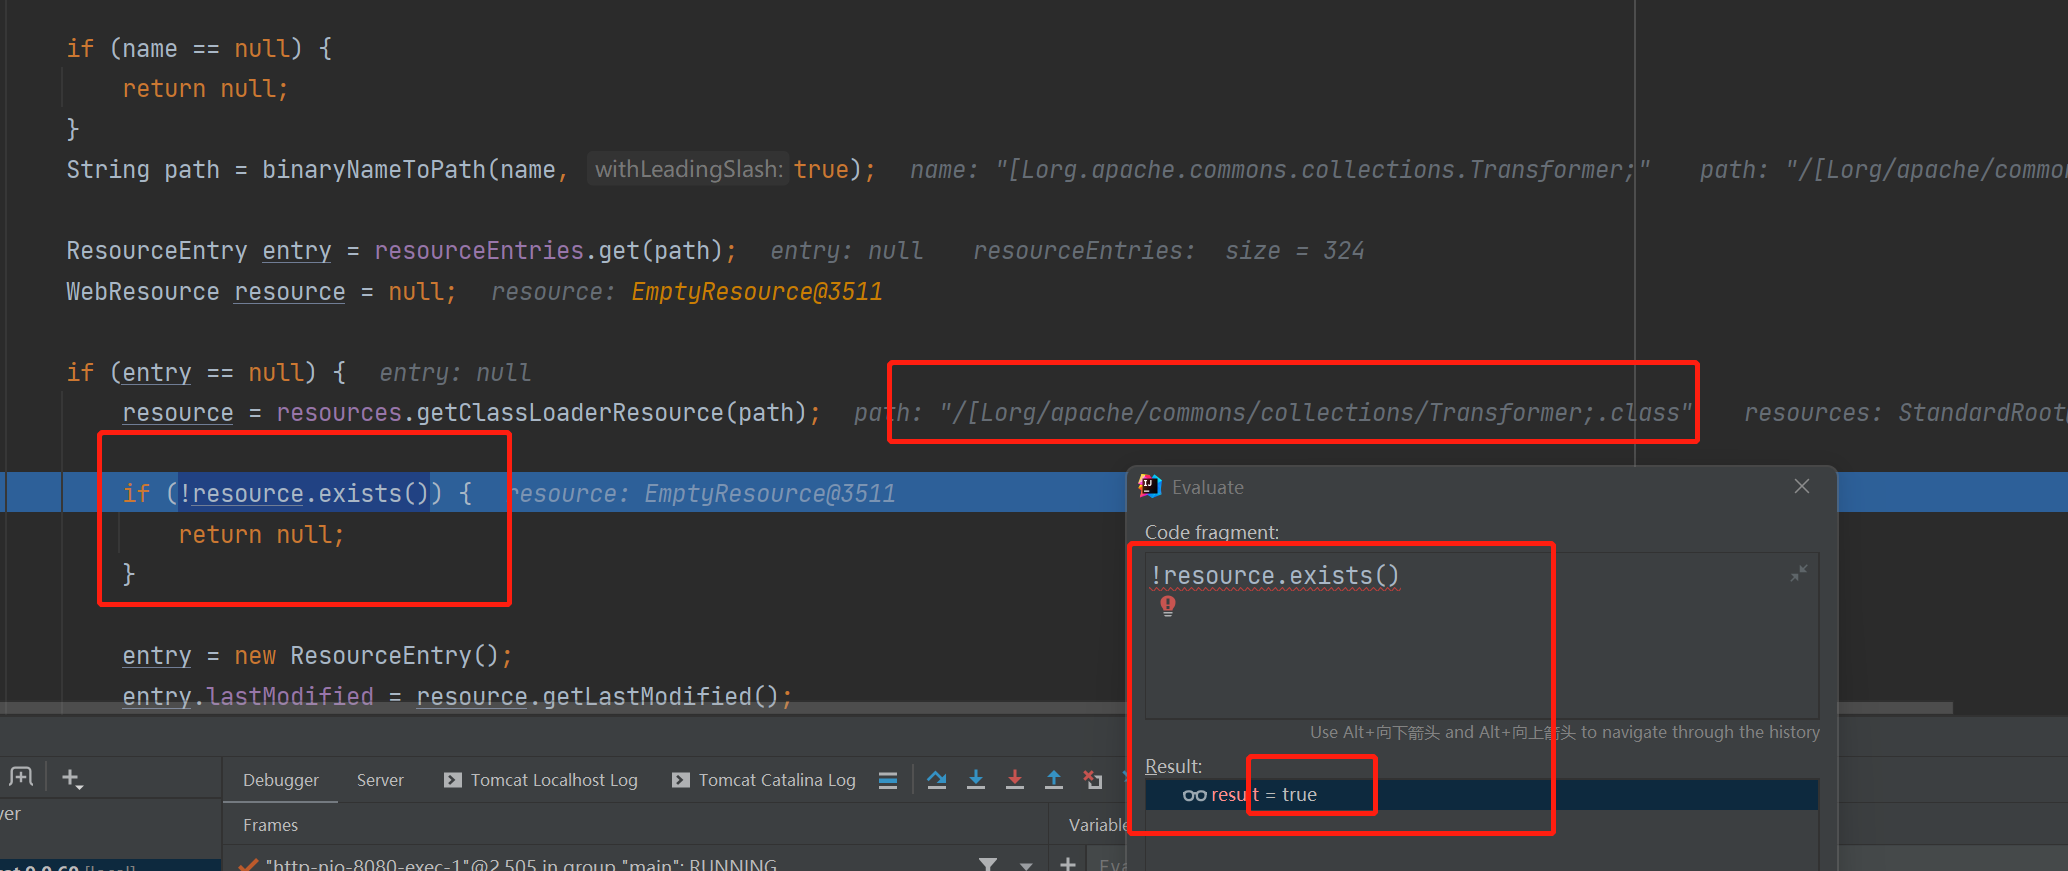 if (name == null) {
return null;
}
String path = binaryNameToPath(name, withLeadingSlash: true); name: "[Lorg.apache.commons.collections.Transformer;" path: "/[Lorg/apache/common
ResourceEntry entry = resourceEntries.get(path); entry: null resourceEntries: size = 324
WebResource resource = null; resource: EmptyResource@3511
if (entry == null) { entry: null
resource = resources.getClassLoaderResource(path); path: "/[Lorg/apache/commons/collections/Transformer;.class" resources: StandardRoot
if (!resource.exists()) { resource: EmptyResource@3511
return null;
}
entry = new ResourceEntry();
entry.lastModified = resource.getLastModified();
Evaluate
Code fragment:
!resource.exists()
Use Alt+向下箭头 and Alt+向上箭头 to navigate through the history
Result:
result = true
Debugger Server Tomcat Localhost Log Tomcat Catalina Log
ver
Frames Variable
"http-nio-8080-exec-1"@2,505 in group "main": RUNNING
Eva